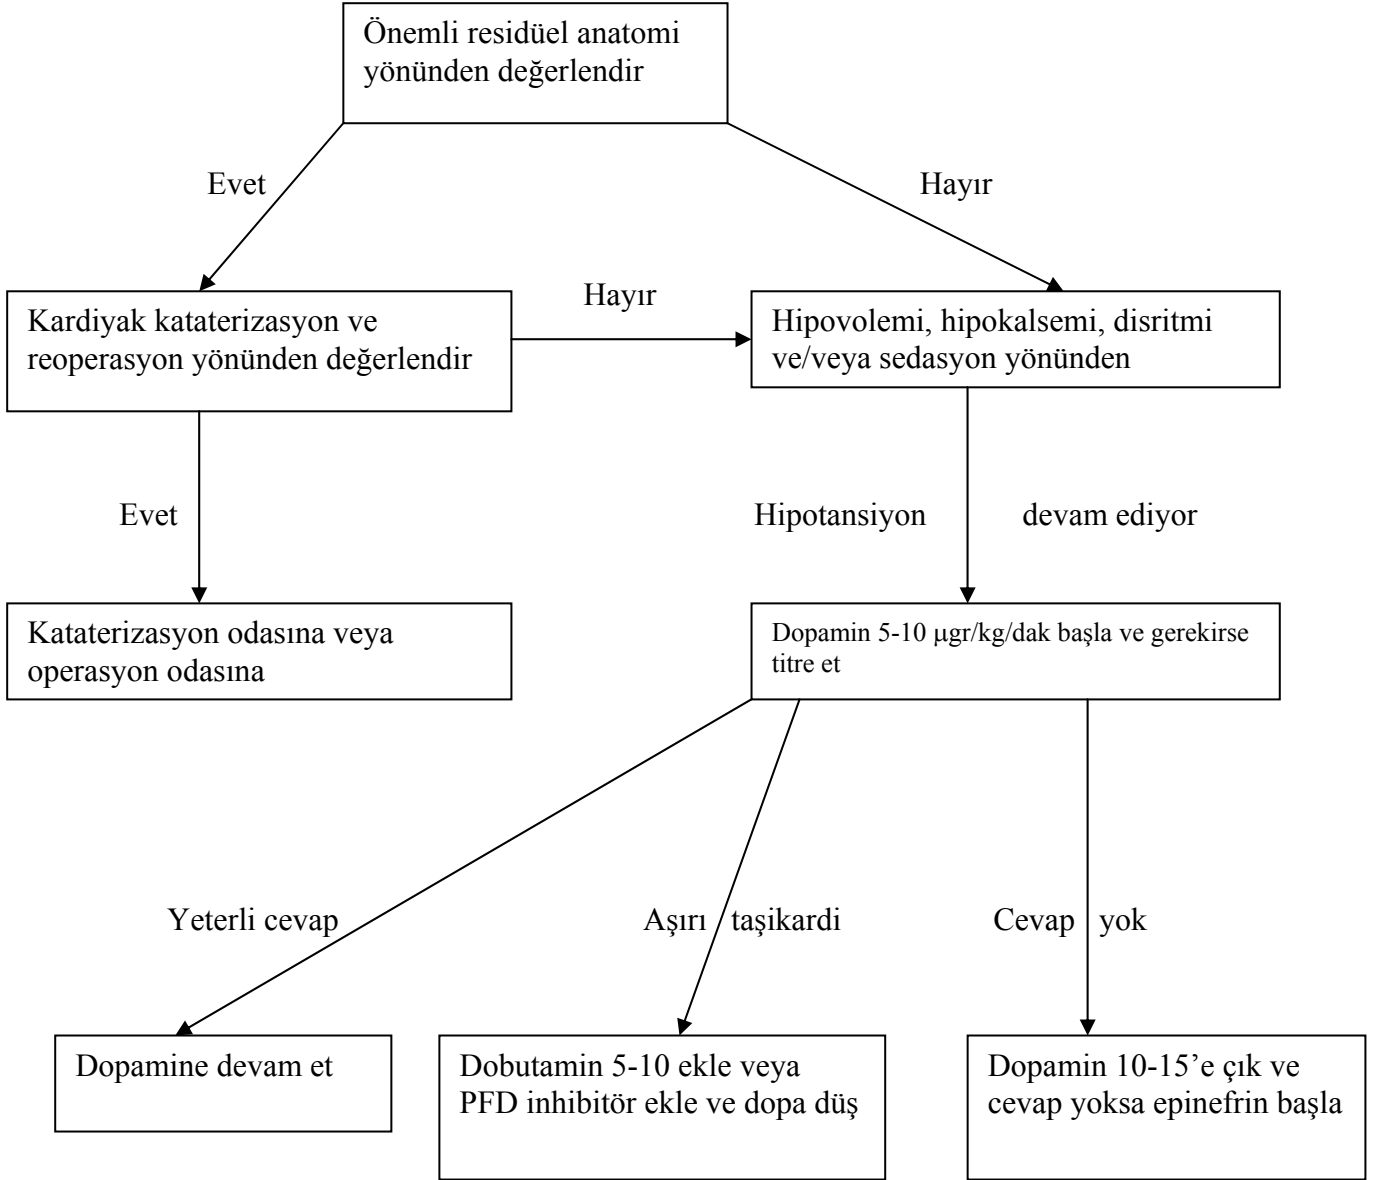 Önemli residüel anatomi
yönünden değerlendir
Evet
Hayır
Kardiyak kataterizasyon ve
reoperasyon yönünden değerlendir
Hayır
Hipovolemi, hipokalsemi, disritmi
ve/veya sedasyon yönünden
Evet
Hipotansiyon devam ediyor
Kataterizasyon odasına veya
operasyon odasına
Dopamin 5-10 μgr/kg/dak başla ve gerekirse
titre et
Yeterli cevap
Aşırı taşikardi
Cevap yok
Dopamine devam et
Dobutamin 5-10 ekle veya
PFD inhibitör ekle ve dopa düş
Dopamin 10-15’e çık ve
cevap yoksa epinefrin başla